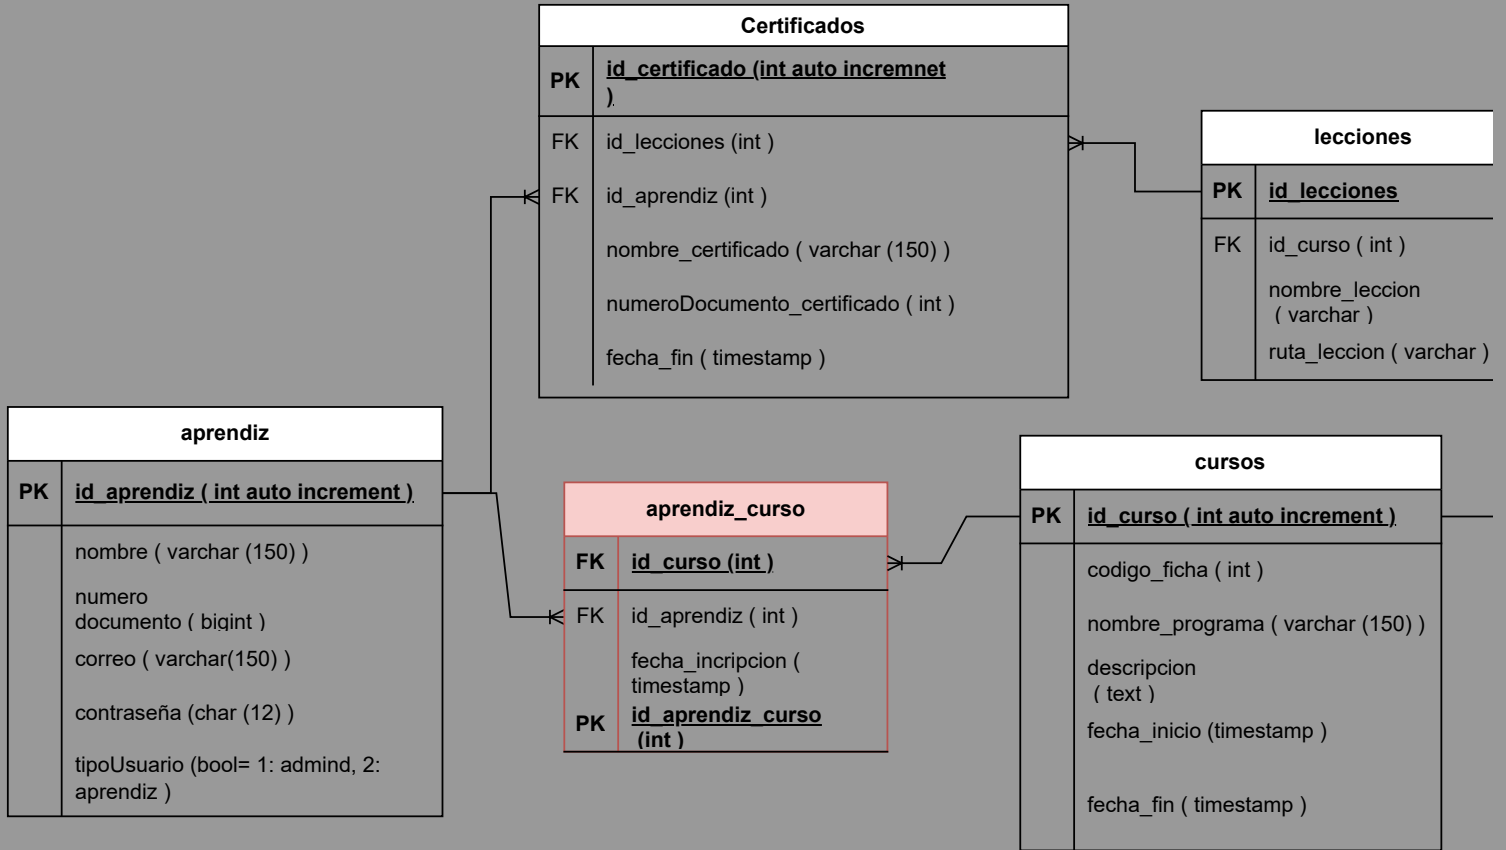 Certificados
PK
id_certificado (int auto incremnet
)
FK
id_lecciones (int )
FK
id_aprendiz (int )
nombre_certificado ( varchar (150) )
numeroDocumento_certificado ( int )
fecha_fin ( timestamp )
lecciones
PK
id_lecciones
FK
id_curso ( int )
nombre_leccion
( varchar )
ruta_leccion ( varchar )
aprendiz
PK
id_aprendiz ( int auto increment )
nombre ( varchar (150) )
numero
documento ( bigint )
correo ( varchar(150) )
contraseña (char (12) )
tipoUsuario (bool= 1: admind, 2:
aprendiz )
aprendiz_curso
FK
id_curso (int )
FK
id_aprendiz ( int )
fecha_incripcion (
timestamp )
PK
id_aprendiz_curso
(int )
cursos
PK
id_curso ( int auto increment )
codigo_ficha ( int )
nombre_programa ( varchar (150) )
descripcion
( text )
fecha_inicio (timestamp )
fecha_fin ( timestamp )